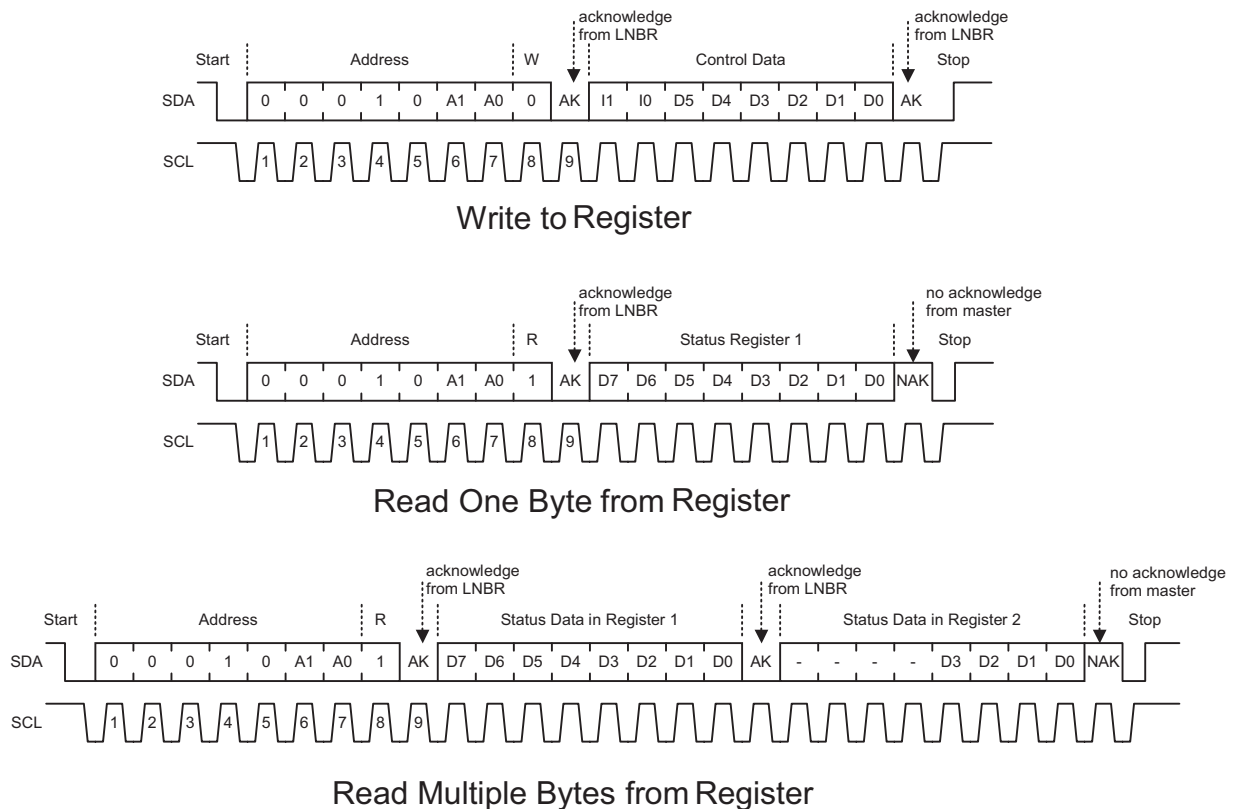 acknowledge acknowledge
from LNBR from LNBR
Start Address W Control Data Stop
SDA 0 0 0 1 0 A1 A0 0 AK I1 I0 D5 D4 D3 D2 D1 D0 AK
SCL 1 2 3 4 5 6 7 8 9
Write to Register
acknowledge no acknowledge
from LNBR from master
Start Address R Status Register 1 Stop
SDA 0 0 0 1 0 A1 A0 1 AK D7 D6 D5 D4 D3 D2 D1 D0 NAK
SCL 1 2 3 4 5 6 7 8 9
Read One Byte from Register
acknowledge acknowledge no acknowledge
from LNBR from LNBR from master
Start Address R Status Data in Register 1 Status Data in Register 2 Stop
SDA 0 0 0 1 0 A1 A0 1 AK D7 D6 D5 D4 D3 D2 D1 D0 AK - - - - D3 D2 D1 D0 NAK
SCL 1 2 3 4 5 6 7 8 9
Read Multiple Bytes from Register